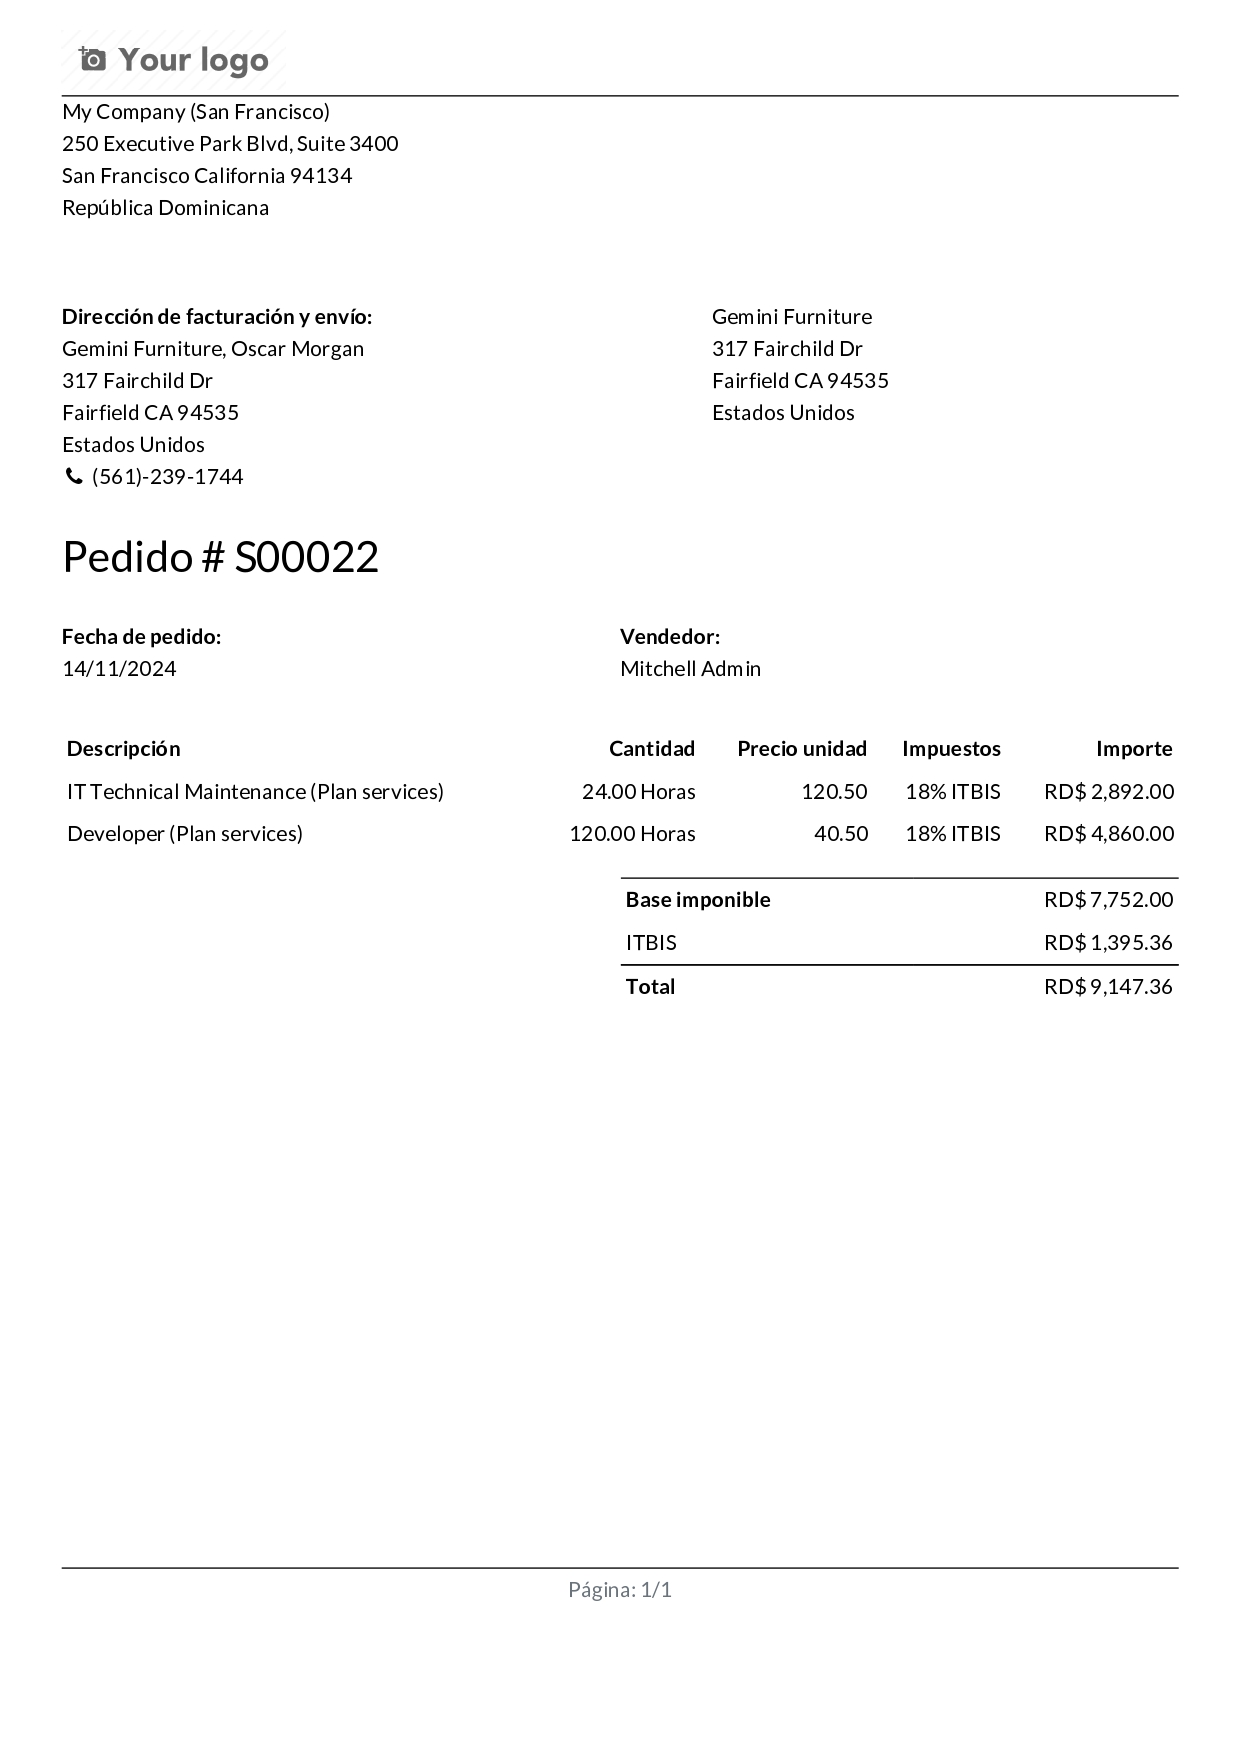 Your logo
My Company (San Francisco)
250 Executive Park Blvd, Suite 3400
San Francisco California 94134
República Dominicana
Dirección de facturación y envío:
Gemini Furniture, Oscar Morgan
317 Fairchild Dr
Fairfield CA 94535
Estados Unidos
(561)-239-1744
Gemini Furniture
317 Fairchild Dr
Fairfield CA 94535
Estados Unidos
Pedido # S00022
Fecha de pedido:
14/11/2024
Vendedor:
Mitchell Admin
Descripción Cantidad Precio unidad Impuestos Importe
IT Technical Maintenance (Plan services) 24.00 Horas 120.50 18% ITBIS RD$ 2,892.00
Developer (Plan services) 120.00 Horas 40.50 18% ITBIS RD$ 4,860.00
Base imponible RD$ 7,752.00
ITBIS RD$ 1,395.36
Total RD$ 9,147.36
Página: 1/1